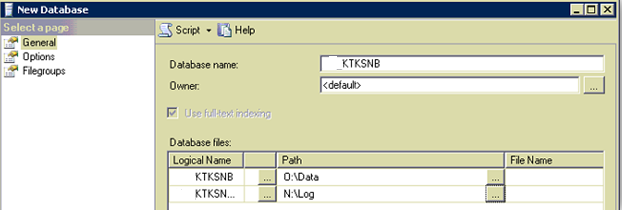 New Database
Select a page
General
Options
Filegroups
Script Help
Database name: _KTKSNB
Owner: <default> ...
Use full-text indexing
Database files:
Logical Name Path File Name
KTKSNB ... O:\Data ...
KTKSN... ... N:\Log ...